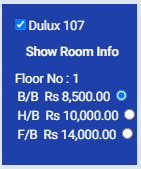 Dulux 107
Show Room Info
Floor No : 1
B/B Rs 8,500.00
H/B Rs 10,000.00
F/B Rs 14,000.00